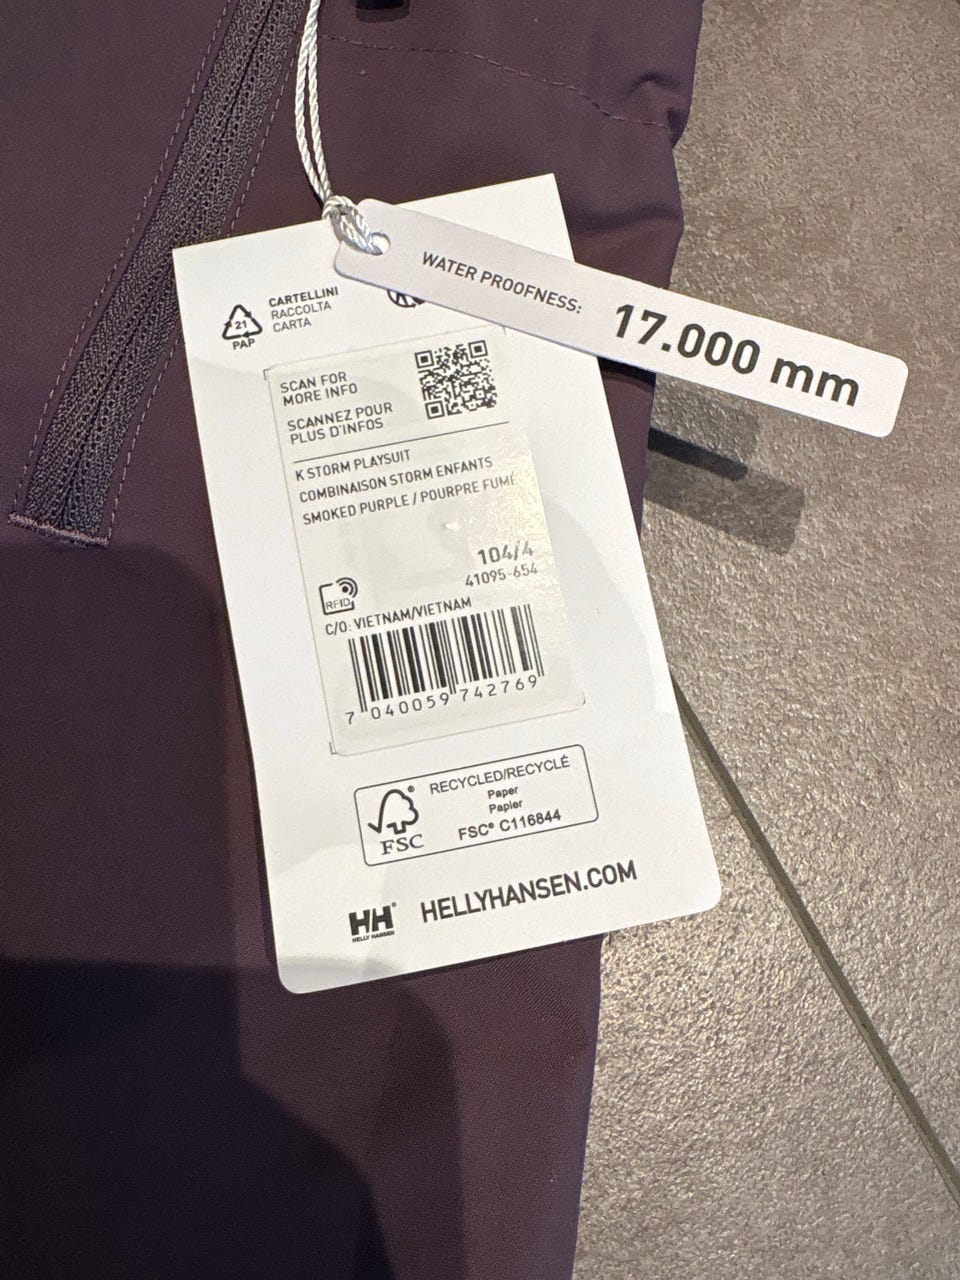 WATER PROOFNESS: 17.000 mm
21
PAP
CARTELLINI
RACCOLTA
CARTA
SCAN FOR
MORE INFO
SCANNEZ POUR
PLUS D'INFOS
K STORM PLAYSUIT
COMBINAISON STORM ENFANTS
SMOKED PURPLE / POURPRE FUMÉ
104/4
41095-654
RFID
C/O: VIETNAM/VIETNAM
7 040059 742769
RECYCLED/RECYCLÉ
Paper
Papier
FSC® C116844
FSC
HH®
HELLY HANSEN
HELLYHANSEN.COM